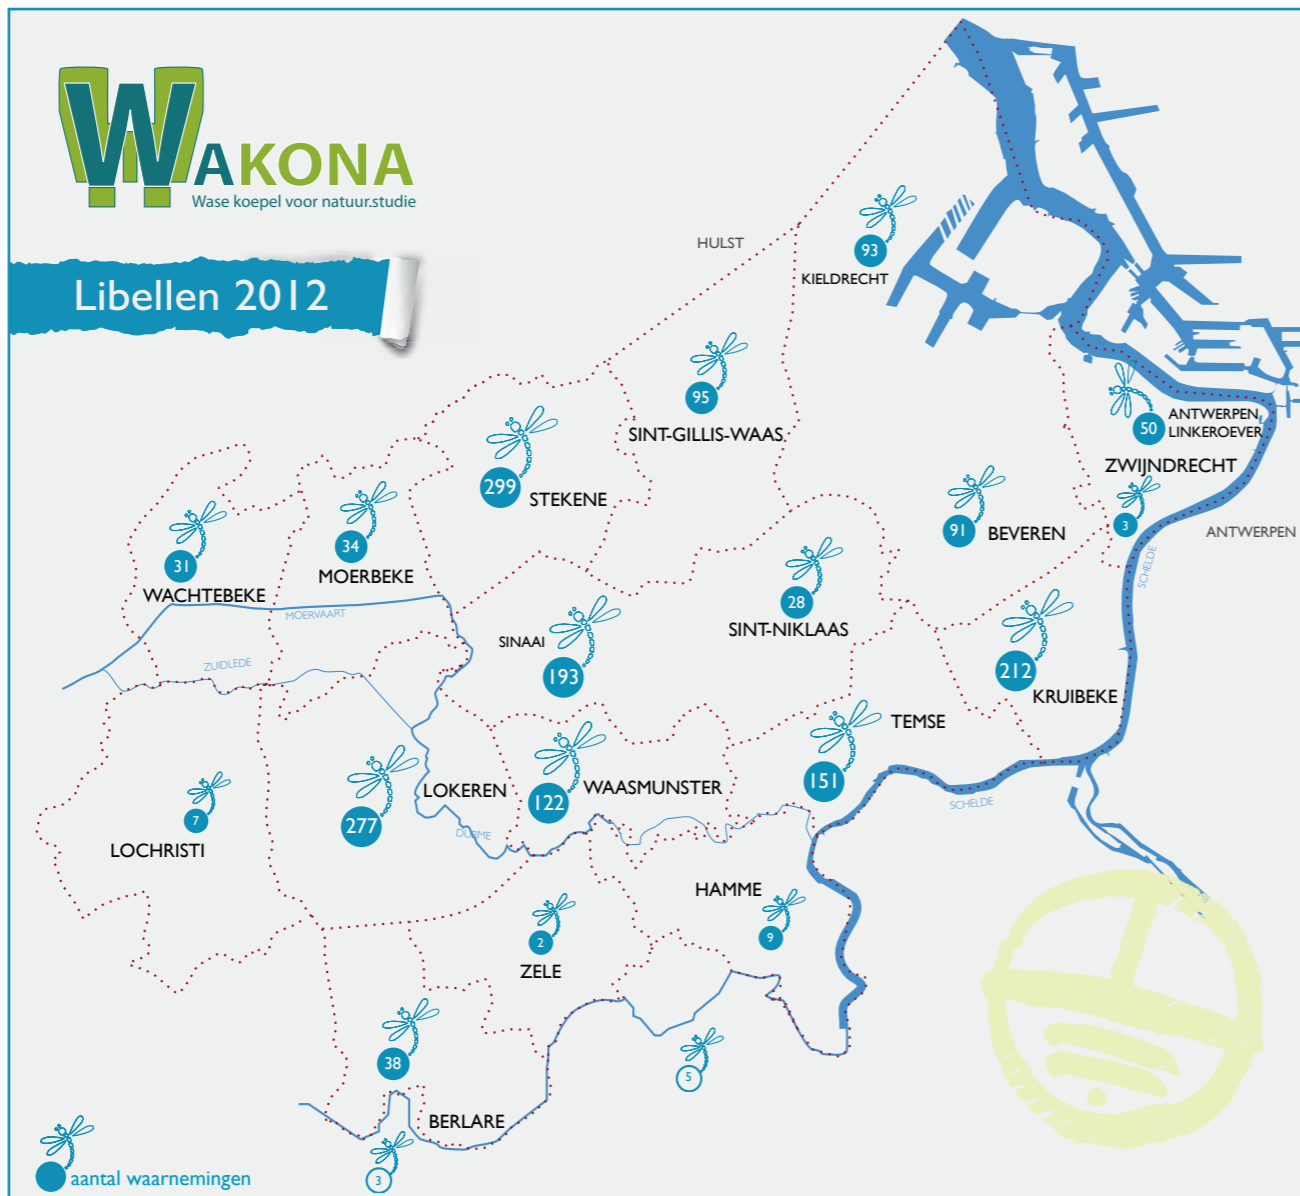 WAKONA
Wase koepel voor natuur.studie
Libellen 2012
HULST
93
KIELDRECHT
95
SINT-GILLIS-WAAS
50
ANTWERPEN
LINKEROEVER
ZWIJNDRECHT
3
ANTWERPEN
SCHELDE
299
STEKENE
91
BEVEREN
31
WACHTEBEKE
34
MOERBEKE
MOERVAART
ZUIDLEDE
28
SINT-NIKLAAS
SINAAI
193
212
KRUIBEKE
TEMSE
151
SCHELDE
122
WAASMUNSTER
LOKEREN
277
DURME
7
LOCHRISTI
HAMME
9
2
ZELE
38
BERLARE
5
3
aantal waarnemingen